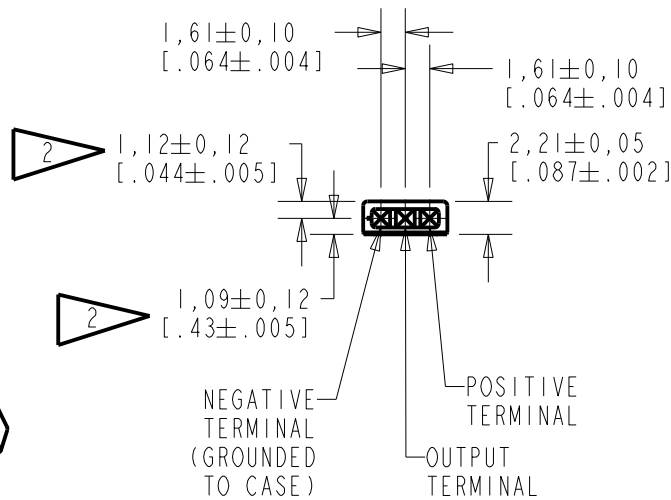 1,61±0,10
[.064±.004]
1,61±0,10
[.064±.004]
2 1,12±0,12
[.044±.005]
2,21±0,05
[.087±.002]
2 1,09±0,12
[.43±.005]
NEGATIVE
TERMINAL
(GROUNDED
TO CASE)
POSITIVE
TERMINAL
OUTPUT
TERMINAL